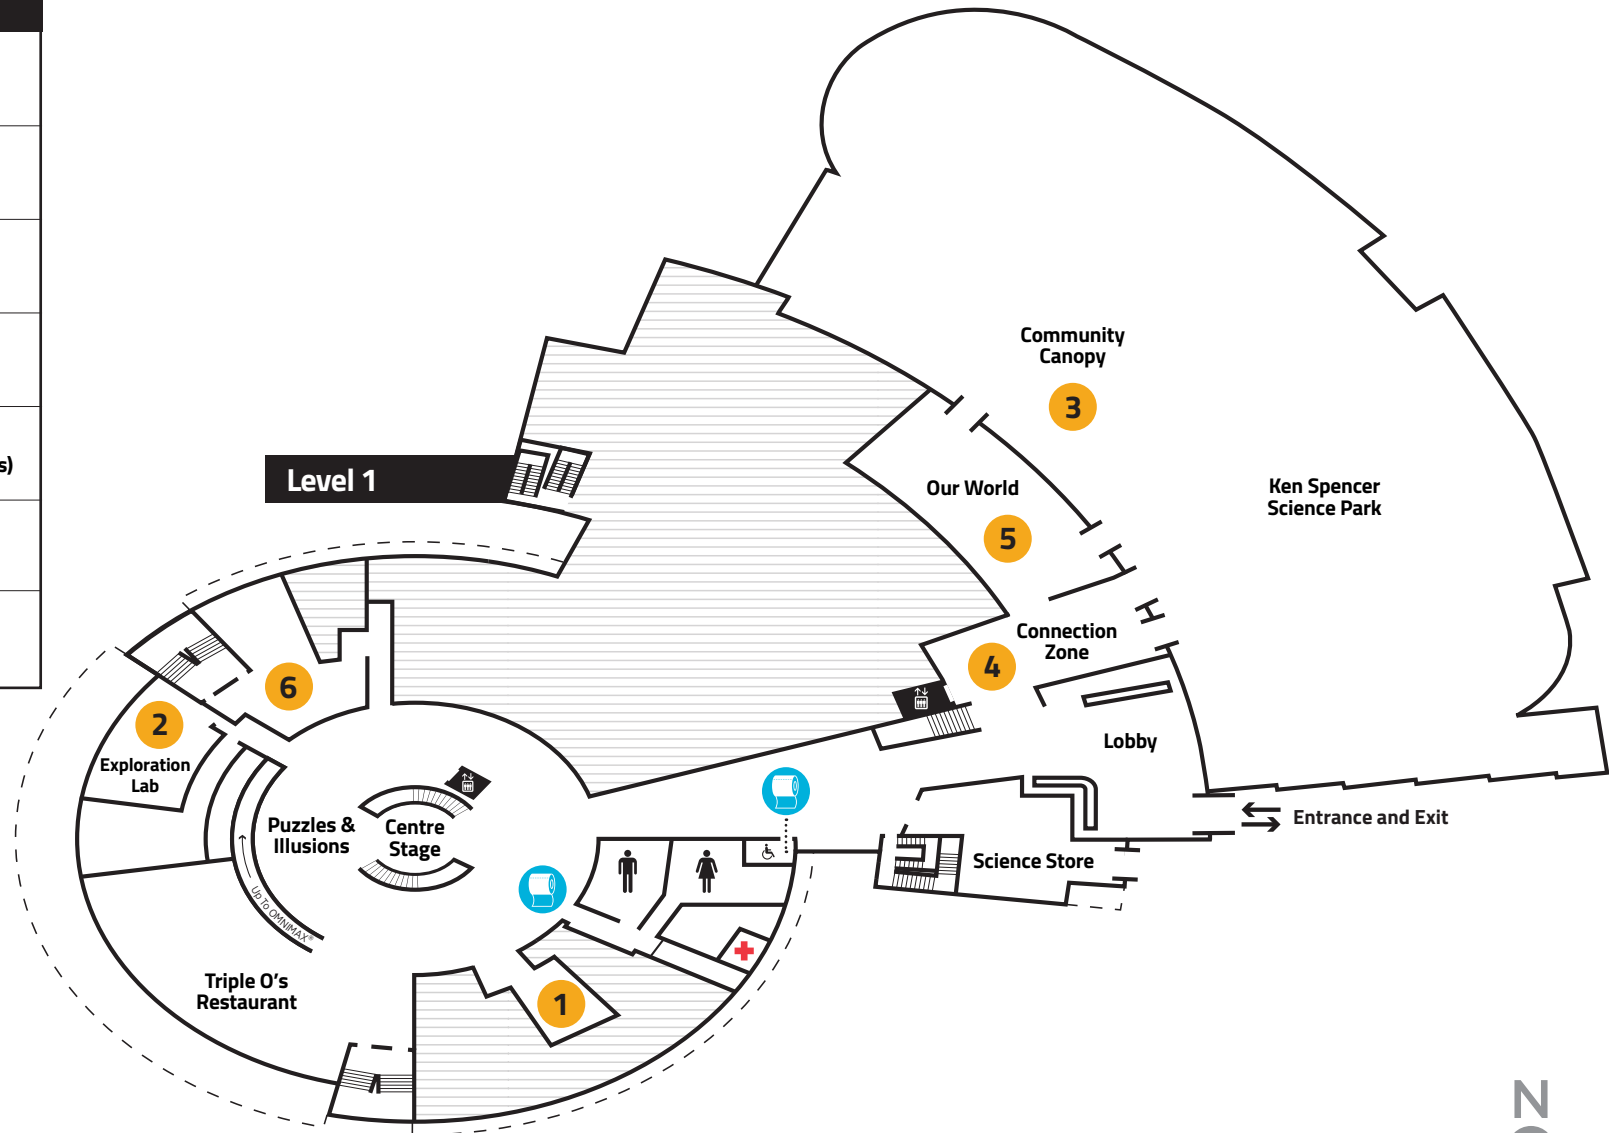 s)
Level 1
Community
Canopy
3
Our World
5
Ken Spencer
Science Park
Connection
Zone
4
6
2
Exploration
Lab
Lobby
Entrance and Exit
Puzzles &
Illusions
Centre
Stage
Science Store
Up To OMNIMAX®
Triple O's
Restaurant
1
N